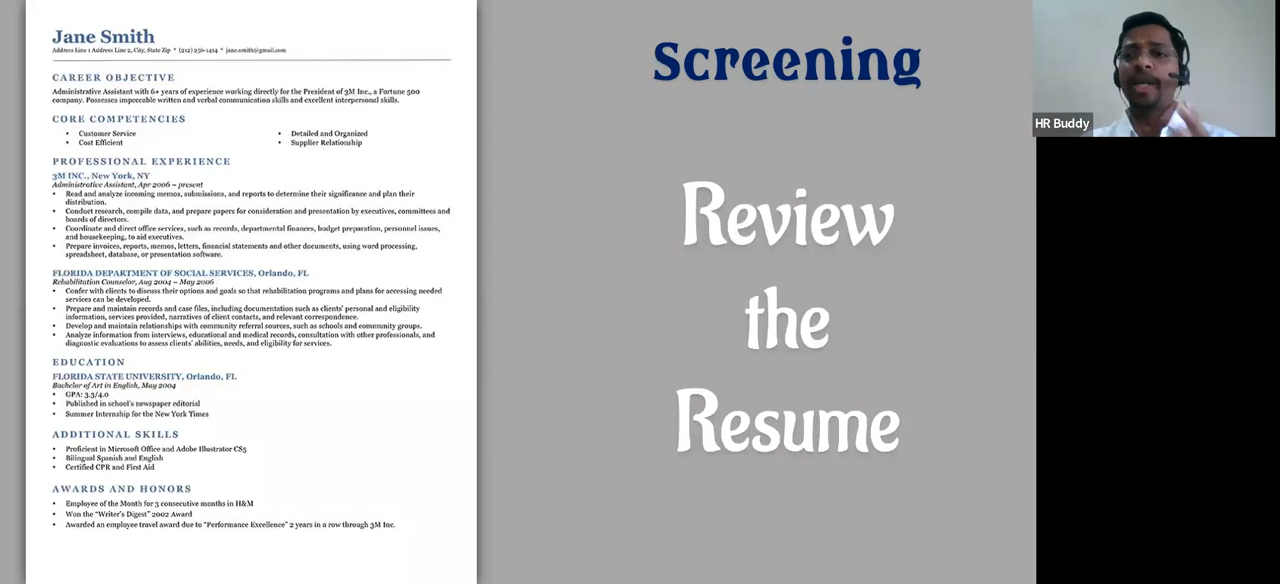 Jane Smith
Address Line 1 Address Line 2, City, State Zip * (212) 256-1414 * jane.smith@gmail.com
CAREER OBJECTIVE
Administrative Assistant with 6+ years of experience working directly for the President of 3M Inc., a Fortune 500
company. Possesses impeccable written and verbal communication skills and excellent interpersonal skills.
CORE COMPETENCIES
• Customer Service
• Cost Efficient
• Detailed and Organized
• Supplier Relationship
PROFESSIONAL EXPERIENCE
3M INC., New York, NY
Administrative Assistant, Apr 2006 – present
• Read and analyze incoming memos, submissions, and reports to determine their significance and plan their
distribution.
• Conduct research, compile data, and prepare papers for consideration and presentation by executives, committees and
boards of directors.
• Coordinate and direct office services, such as records, departmental finances, budget preparation, personnel issues,
and housekeeping, to aid executives.
• Prepare invoices, reports, memos, letters, financial statements and other documents, using word processing,
spreadsheet, database, or presentation software.
FLORIDA DEPARTMENT OF SOCIAL SERVICES, Orlando, FL
Rehabilitation Counselor, Aug 2004 – May 2006
• Confer with clients to discuss their options and goals so that rehabilitation programs and plans for accessing needed
services can be developed.
• Prepare and maintain records and case files, including documentation such as clients' personal and eligibility
information, services provided, narratives of client contacts, and relevant correspondence.
• Develop and maintain relationships with community referral sources, such as schools and community groups.
• Analyze information from interviews, educational and medical records, consultation with other professionals, and
diagnostic evaluations to assess clients' abilities, needs, and eligibility for services.
EDUCATION
FLORIDA STATE UNIVERSITY, Orlando, FL
Bachelor of Art in English, May 2004
• GPA: 3.3/4.0
• Published in school's newspaper editorial
• Summer Internship for the New York Times
ADDITIONAL SKILLS
• Proficient in Microsoft Office and Adobe Illustrator CS5
• Bilingual Spanish and English
• Certified CPR and First Aid
AWARDS AND HONORS
• Employee of the Month for 3 consecutive months in H&M
• Won the "Writer's Digest" 2002 Award
• Awarded an employee travel award due to "Performance Excellence" 2 years in a row through 3M Inc.
Screening
Review
the
Resume
HR Buddy